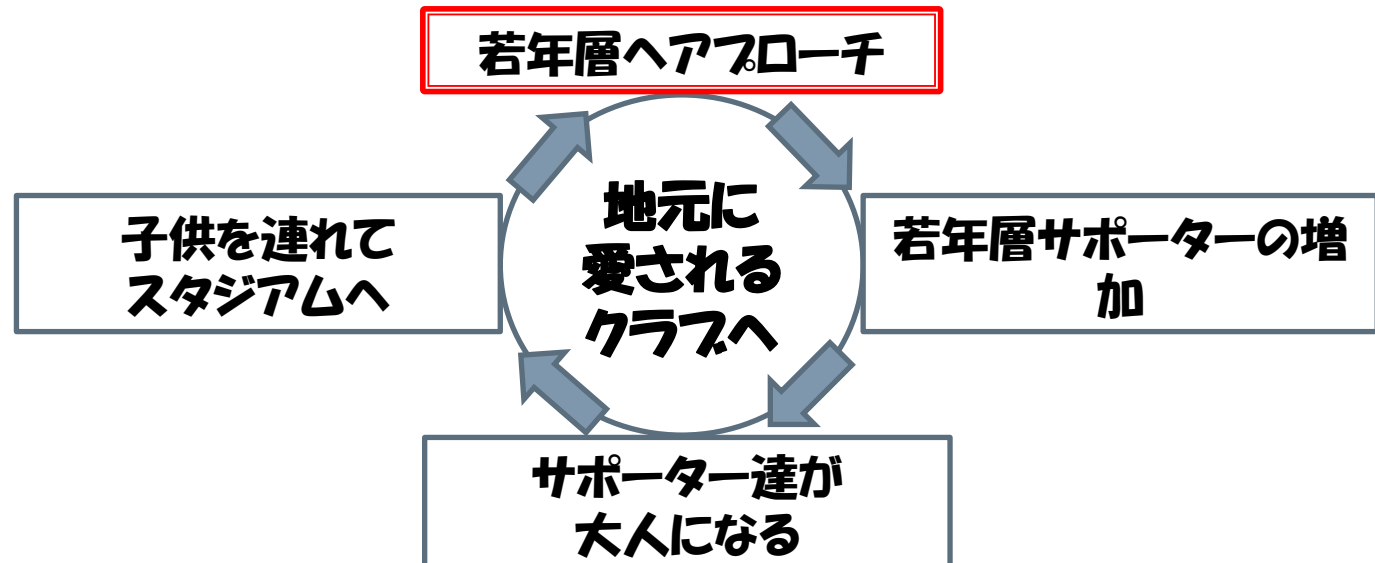 若年層へアプローチ
地元に
愛される
クラブへ
子供を連れて
スタジアムへ
若年層サポーターの増
加
サポーター達が
大人になる